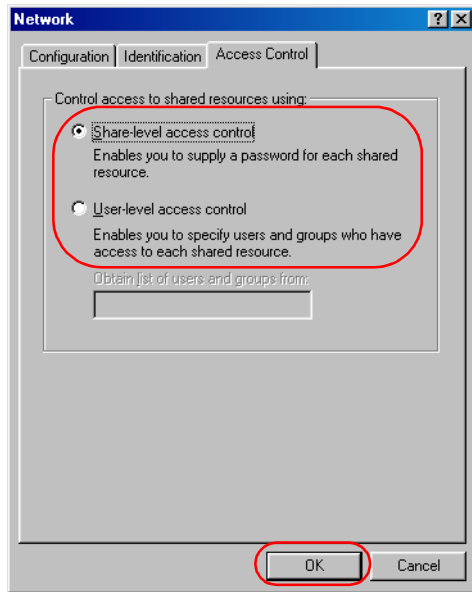 Network
Configuration Identification Access Control
Control access to shared resources using:
Share-level access control
Enables you to supply a password for each shared
resource.
User-level access control
Enables you to specify users and groups who have
access to each shared resource.
Obtain list of users and groups from:
OK Cancel